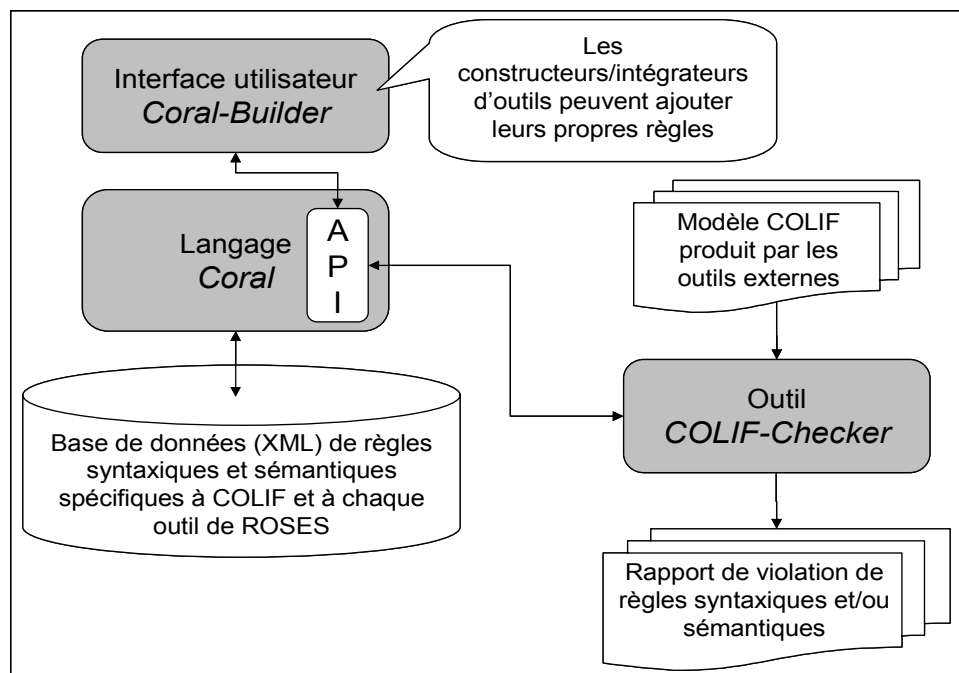 Interface utilisateur
Coral-Builder
Les
constructeurs/intégrateurs
d'outils peuvent ajouter
leurs propres règles
Langage
Coral
A
P
I
Modèle COLIF
produit par les
outils externes
Base de données (XML) de règles
syntaxiques et sémantiques
spécifiques à COLIF et à chaque
outil de ROSES
Outil
COLIF-Checker
Rapport de violation de
règles syntaxiques et/ou
sémantiques